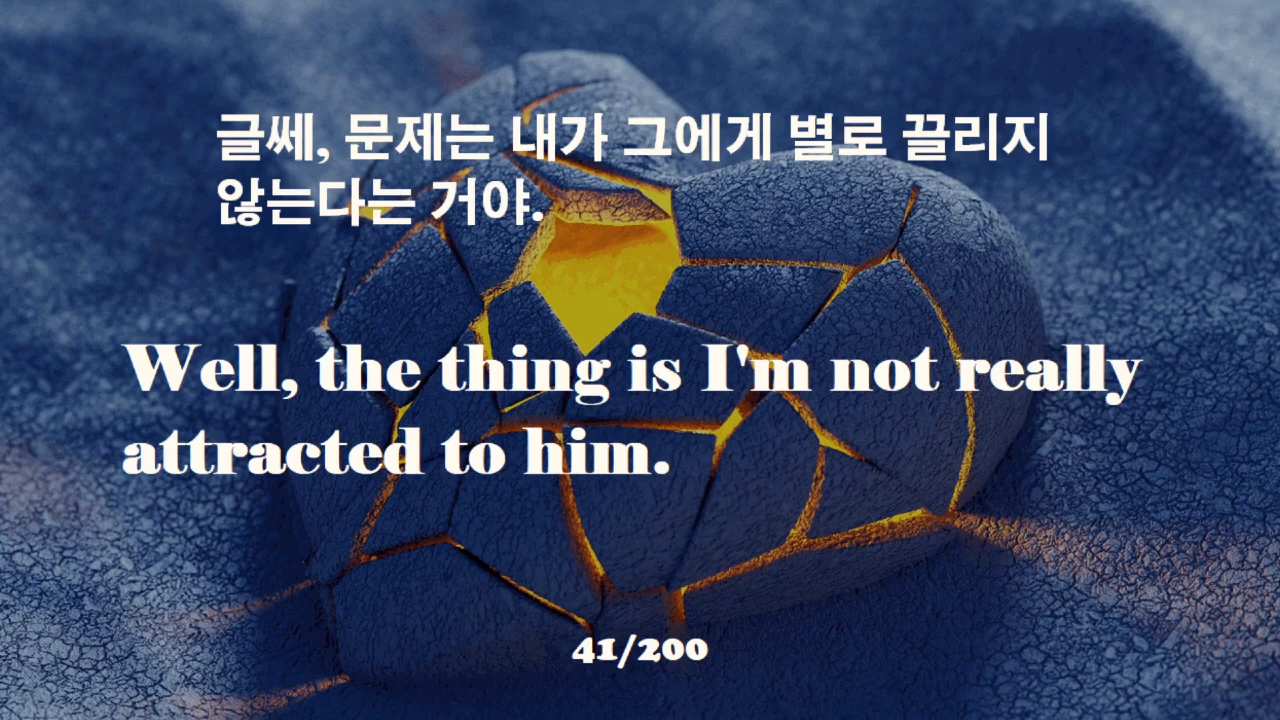 글쎄, 문제는 내가 그에게 별로 끌리지
않는다는 거야.
Well, the thing is I'm not really
attracted to him.
41/200